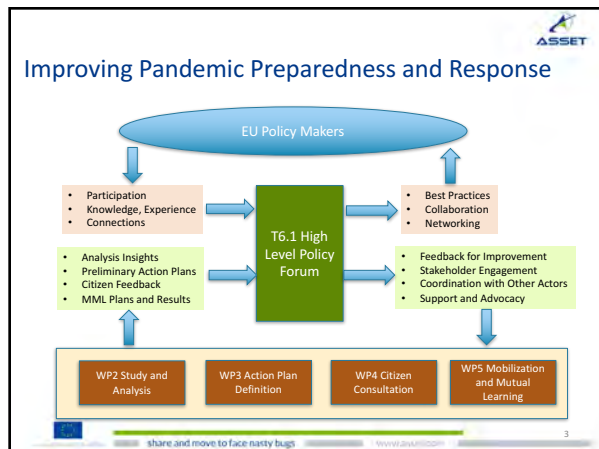 ASSET
Improving Pandemic Preparedness and Response
EU Policy Makers
• Participation
• Knowledge, Experience
• Connections
T6.1 High
Level Policy
Forum
• Best Practices
• Collaboration
• Networking
• Analysis Insights
• Preliminary Action Plans
• Citizen Feedback
• MML Plans and Results
• Feedback for Improvement
• Stakeholder Engagement
• Coordination with Other Actors
• Support and Advocacy
WP2 Study and
Analysis
WP3 Action Plan
Definition
WP4 Citizen
Consultation
WP5 Mobilization
and Mutual
Learning
3
share and move to face nasty bugs